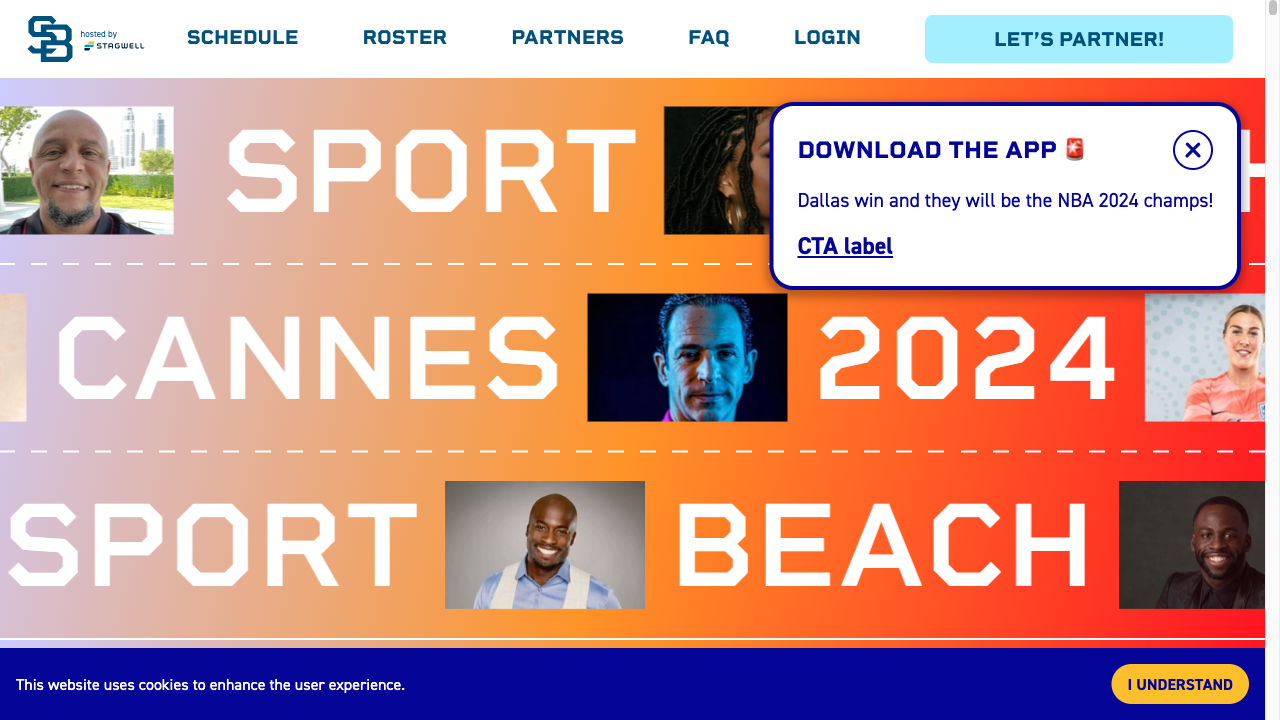 SB hosted by STAGWELL
SCHEDULE ROSTER PARTNERS FAQ LOGIN LET'S PARTNER!
SPORT
DOWNLOAD THE APP 🚨
Dallas win and they will be the NBA 2024 champs!
CTA label
CANNES 2024
SPORT BEACH
This website uses cookies to enhance the user experience.
I UNDERSTAND